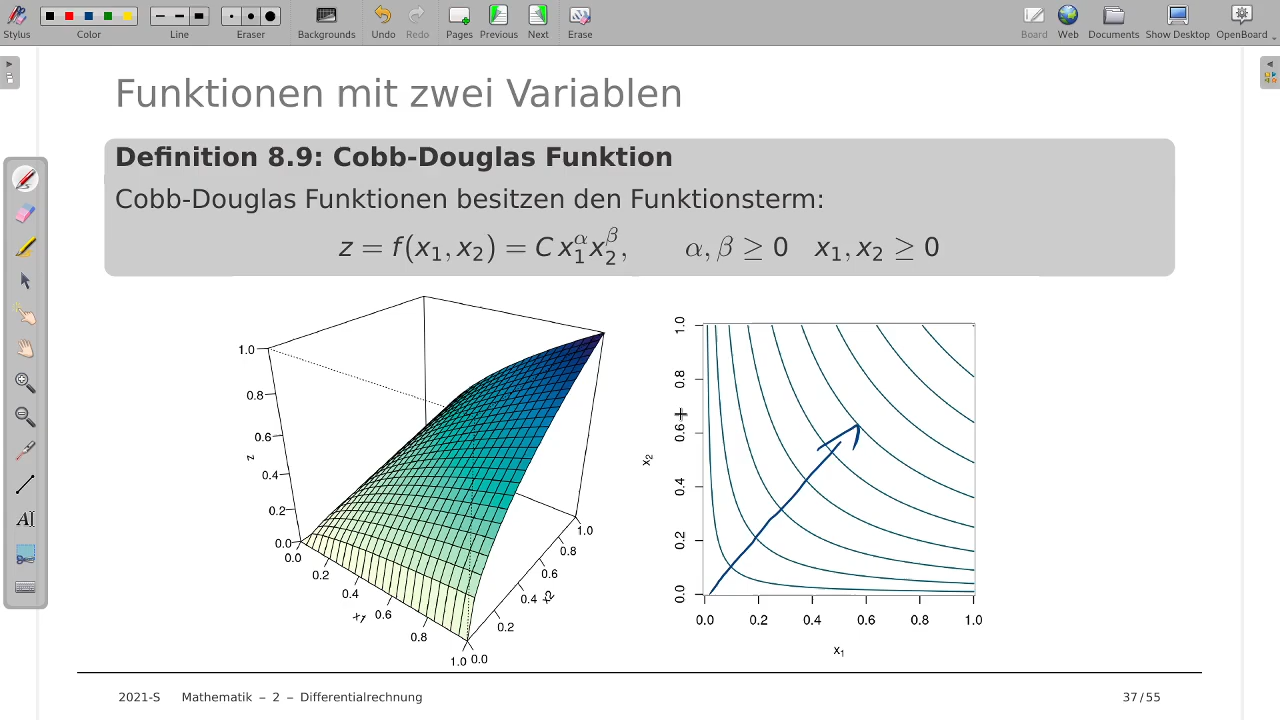 Stylus Color Line Eraser Backgrounds Undo Redo Pages Previous Next Erase Board Web Documents Show Desktop OpenBoard
Funktionen mit zwei Variablen
Definition 8.9: Cobb-Douglas Funktion
Cobb-Douglas Funktionen besitzen den Funktionsterm:
z = f(x₁, x₂) = C x₁^α x₂^β, α, β ≥ 0 x₁, x₂ ≥ 0
1.0
0.8
0.6
0.4
0.2
0.0
z
0.0
0.2
0.4
0.6
0.8
1.0
x1
0.0
0.2
0.4
0.6
0.8
1.0
x2
1.0
0.8
0.6
0.4
0.2
0.0
x₂
0.0 0.2 0.4 0.6 0.8 1.0
x₁
AI
2021-S Mathematik – 2 – Differentialrechnung 37 / 55